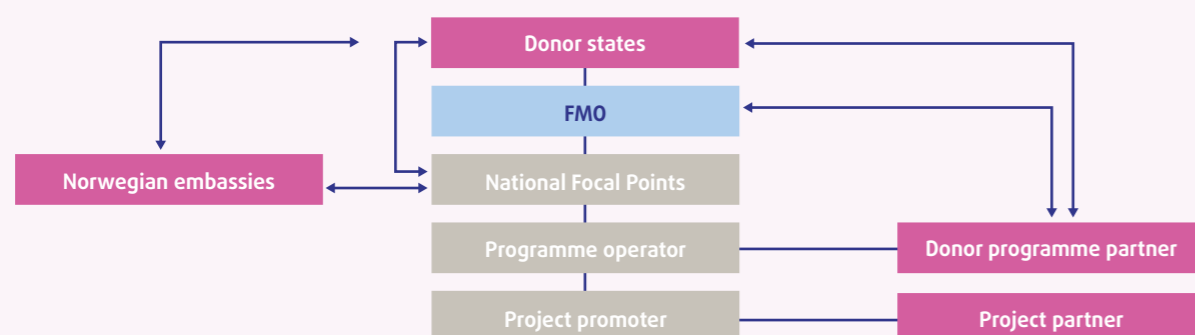 Donor states
FMO
Norwegian embassies
National Focal Points
Programme operator
Donor programme partner
Project promoter
Project partner